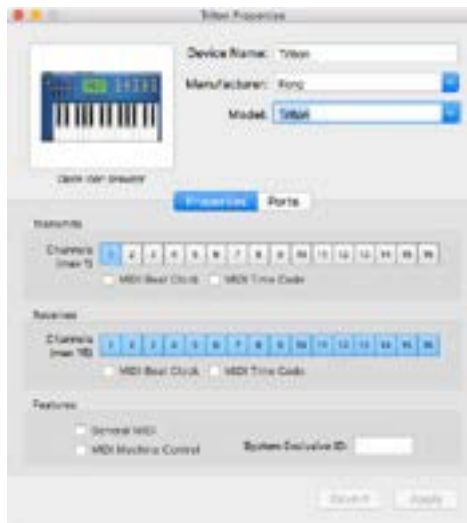 Triton Properties
Device Name: Triton
Manufacturer: Korg
Model: Triton
Properties Ports
Transmits
Channels (max 1) 1 2 3 4 5 6 7 8 9 10 11 12 13 14 15 16
MIDI Beat Clock MIDI Time Code
Receives
Channels (max 16) 1 2 3 4 5 6 7 8 9 10 11 12 13 14 15 16
MIDI Beat Clock MIDI Time Code
Features
General MIDI
MIDI Machine Control System Exclusive ID:
Revert Apply